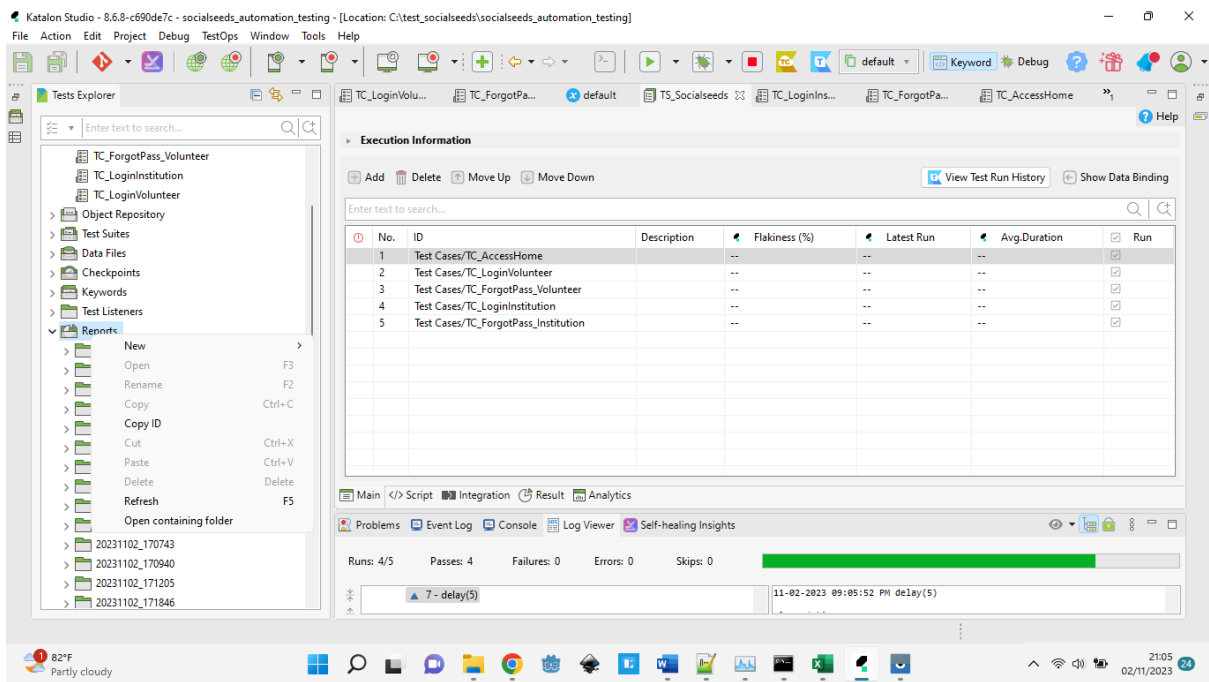 Katalon Studio - 8.6.8-c690de7c - socialseeds_automation_testing - [Location: C:\test_socialseeds\socialseeds_automation_testing]
File Action Edit Project Debug TestOps Window Tools Help
default Keyword Debug
Tests Explorer
Enter text to search...
TC_ForgotPass_Volunteer
TC_LoginInstitution
TC_LoginVolunteer
Object Repository
Test Suites
Data Files
Checkpoints
Keywords
Test Listeners
Reports
New
Open F3
Rename F2
Copy Ctrl+C
Copy ID
Cut Ctrl+X
Paste Ctrl+V
Delete Delete
Refresh F5
Open containing folder
20231102_170743
20231102_170940
20231102_171205
20231102_171846
TC_LoginVolu... TC_ForgotPa... default TS_Socialseeds TC_LoginIns... TC_ForgotPa... TC_AccessHome »1
Help
Execution Information
Add Delete Move Up Move Down View Test Run History Show Data Binding
Enter text to search...
No. ID Description Flakiness (%) Latest Run Avg.Duration Run
1 Test Cases/TC_AccessHome -- -- --
2 Test Cases/TC_LoginVolunteer -- -- --
3 Test Cases/TC_ForgotPass_Volunteer -- -- --
4 Test Cases/TC_LoginInstitution -- -- --
5 Test Cases/TC_ForgotPass_Institution -- -- --
Main </> Script Integration Result Analytics
Problems Event Log Console Log Viewer Self-healing Insights
Runs: 4/5 Passes: 4 Failures: 0 Errors: 0 Skips: 0
7 - delay(5)
11-02-2023 09:05:52 PM delay(5)
1 82°F
Partly cloudy
21:05
02/11/2023 24